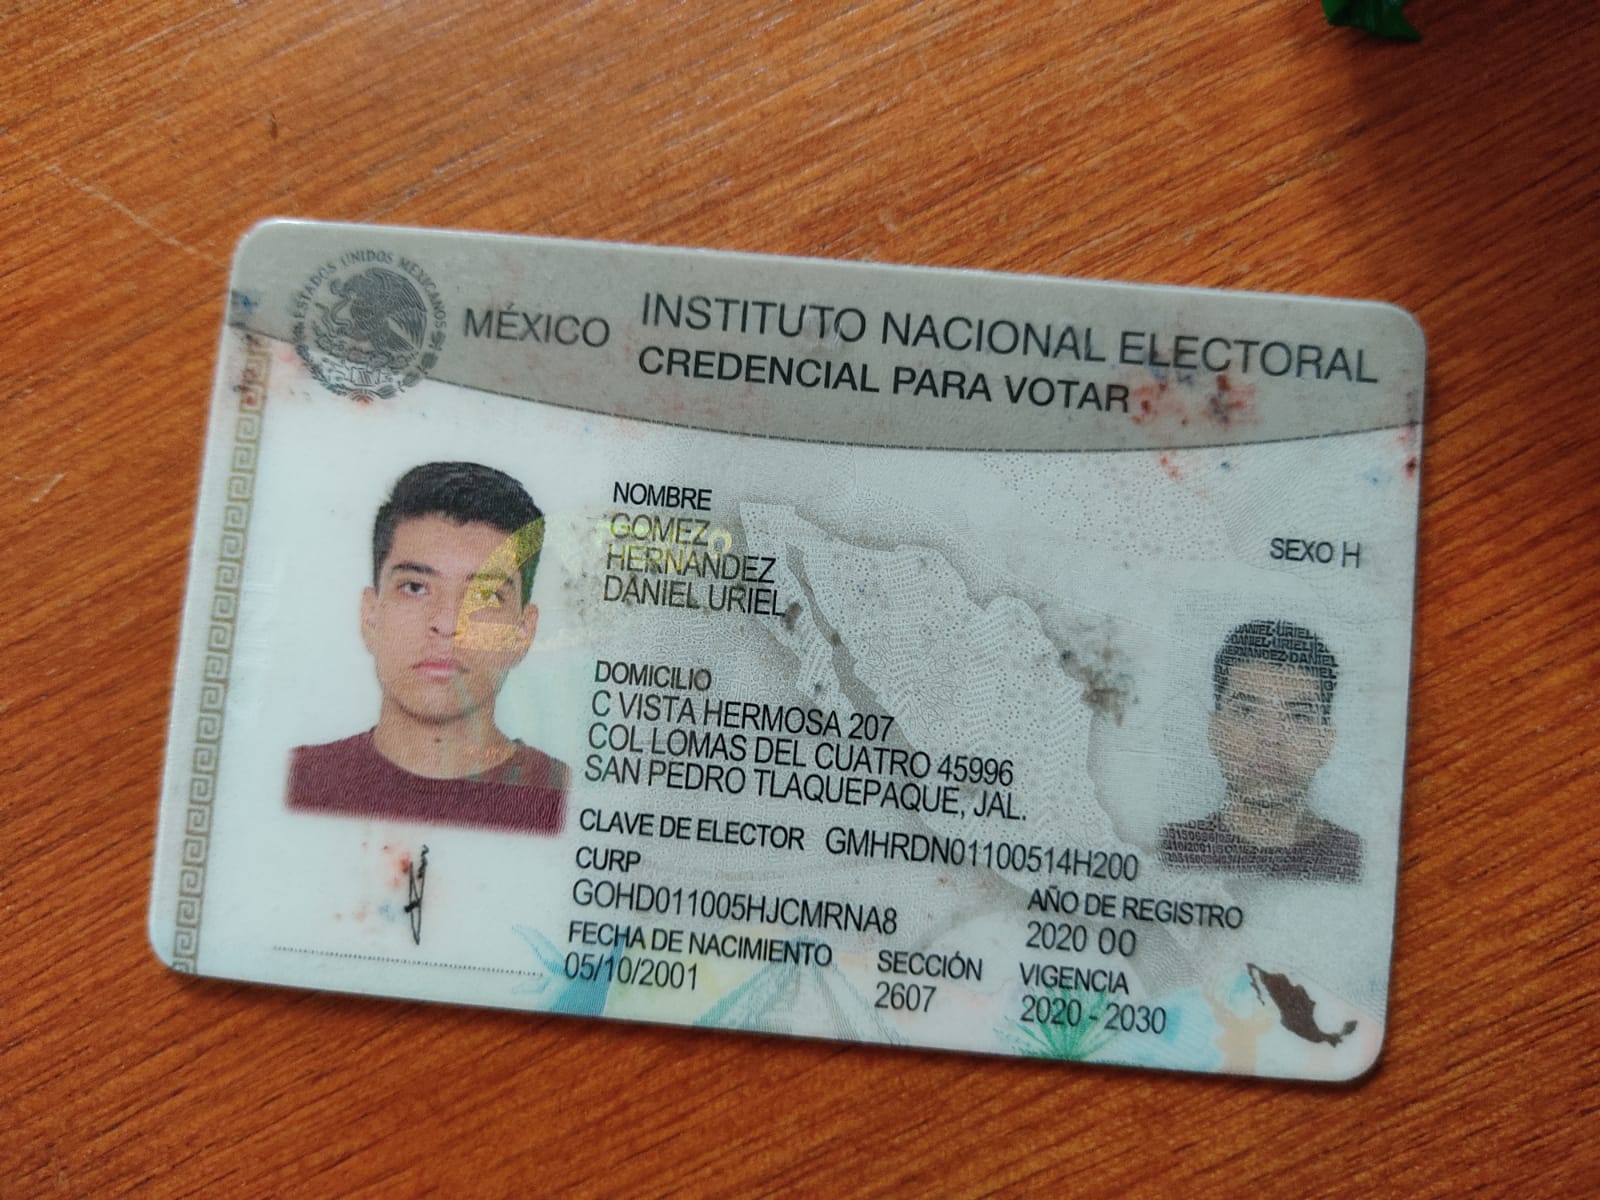 ESTADOS UNIDOS MEXICANOS
MÉXICO
INSTITUTO NACIONAL ELECTORAL
CREDENCIAL PARA VOTAR
NOMBRE
GOMEZ
HERNANDEZ
DANIEL URIEL
SEXO H
DOMICILIO
C VISTA HERMOSA 207
COL LOMAS DEL CUATRO 45996
SAN PEDRO TLAQUEPAQUE, JAL.
CLAVE DE ELECTOR GMHRDN01100514H200
CURP
GOHD011005HJCMRNA8
AÑO DE REGISTRO
2020 00
FECHA DE NACIMIENTO
05/10/2001
SECCIÓN
2607
VIGENCIA
2020 - 2030